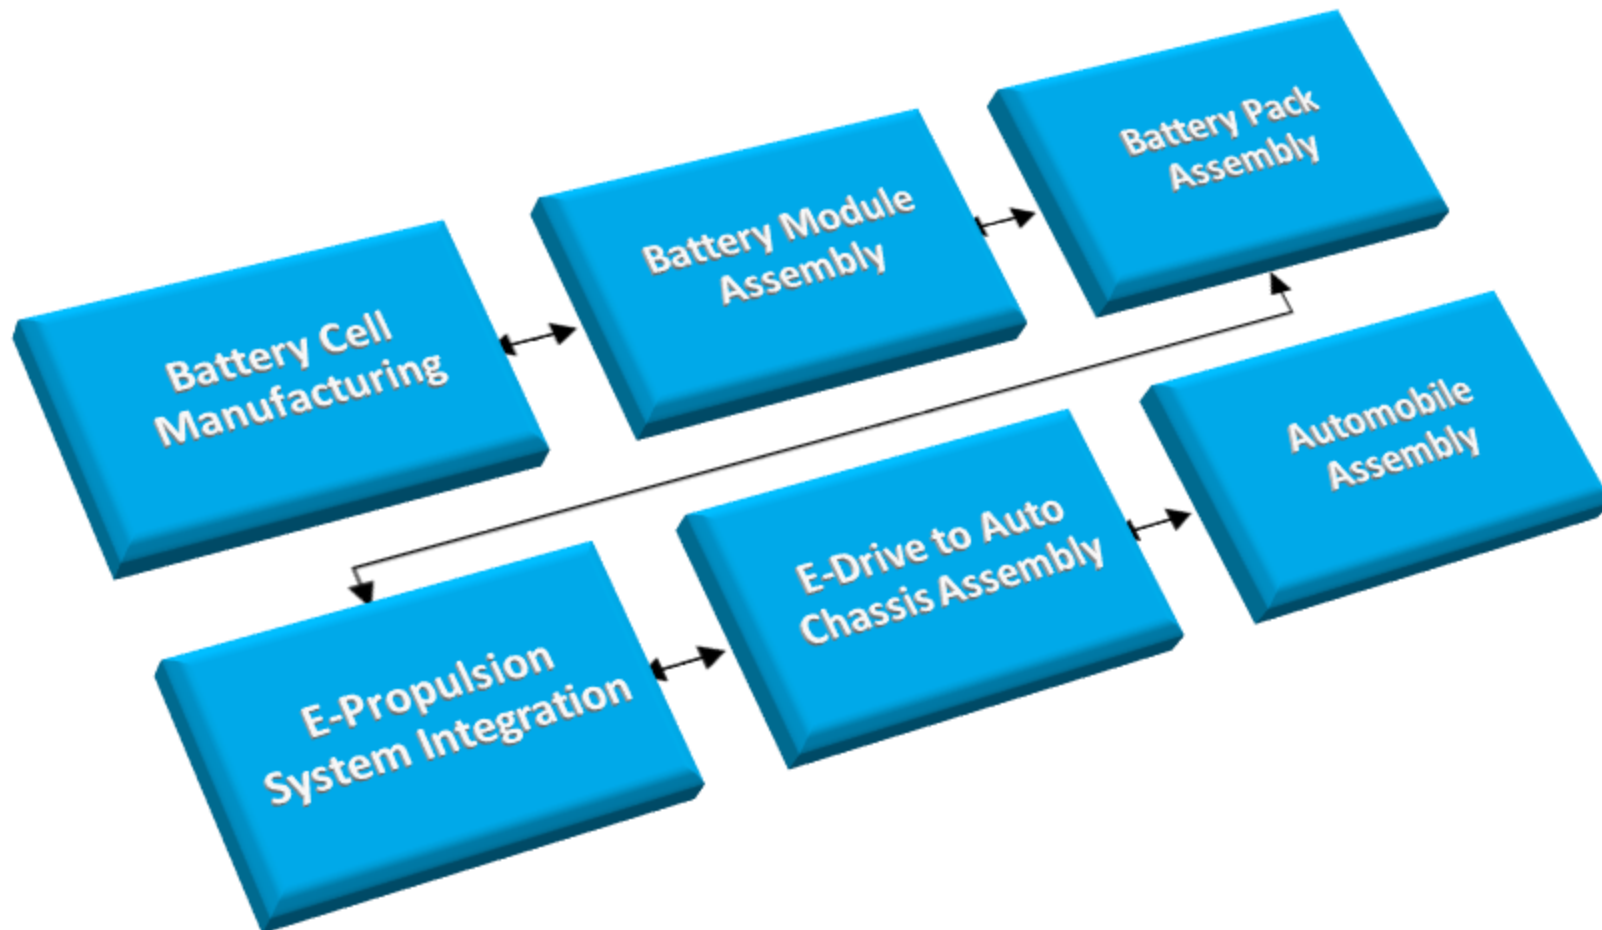 Battery Cell
Manufacturing
Battery Module
Assembly
Battery Pack
Assembly
E-Propulsion
System Integration
E-Drive to Auto
Chassis Assembly
Automobile
Assembly